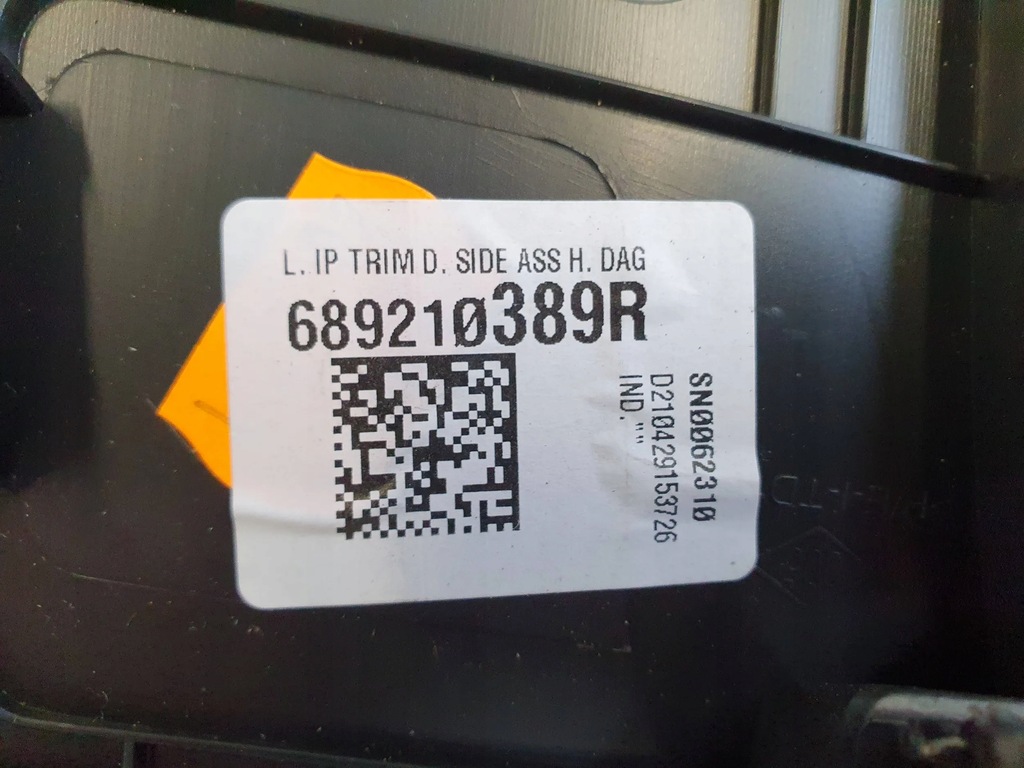 L. IP TRIM D. SIDE ASS H. DAG
689210389R
SN0062310
D210429153726
IND. ""